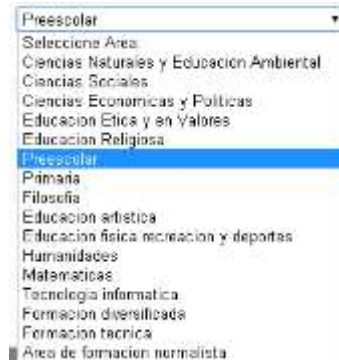 Preescolar
Seleccione Area
Ciencias Naturales y Educacion Ambiental
Ciencias Sociales
Ciencias Economicas y Politicas
Educacion Etica y en Valores
Educacion Religiosa
Preescolar
Primaria
Filosofia
Educacion artistica
Educacion fisica recreacion y deportes
Humanidades
Matematicas
Tecnologia informatica
Formacion diversificada
Formacion tecnica
Area de formacion normalista